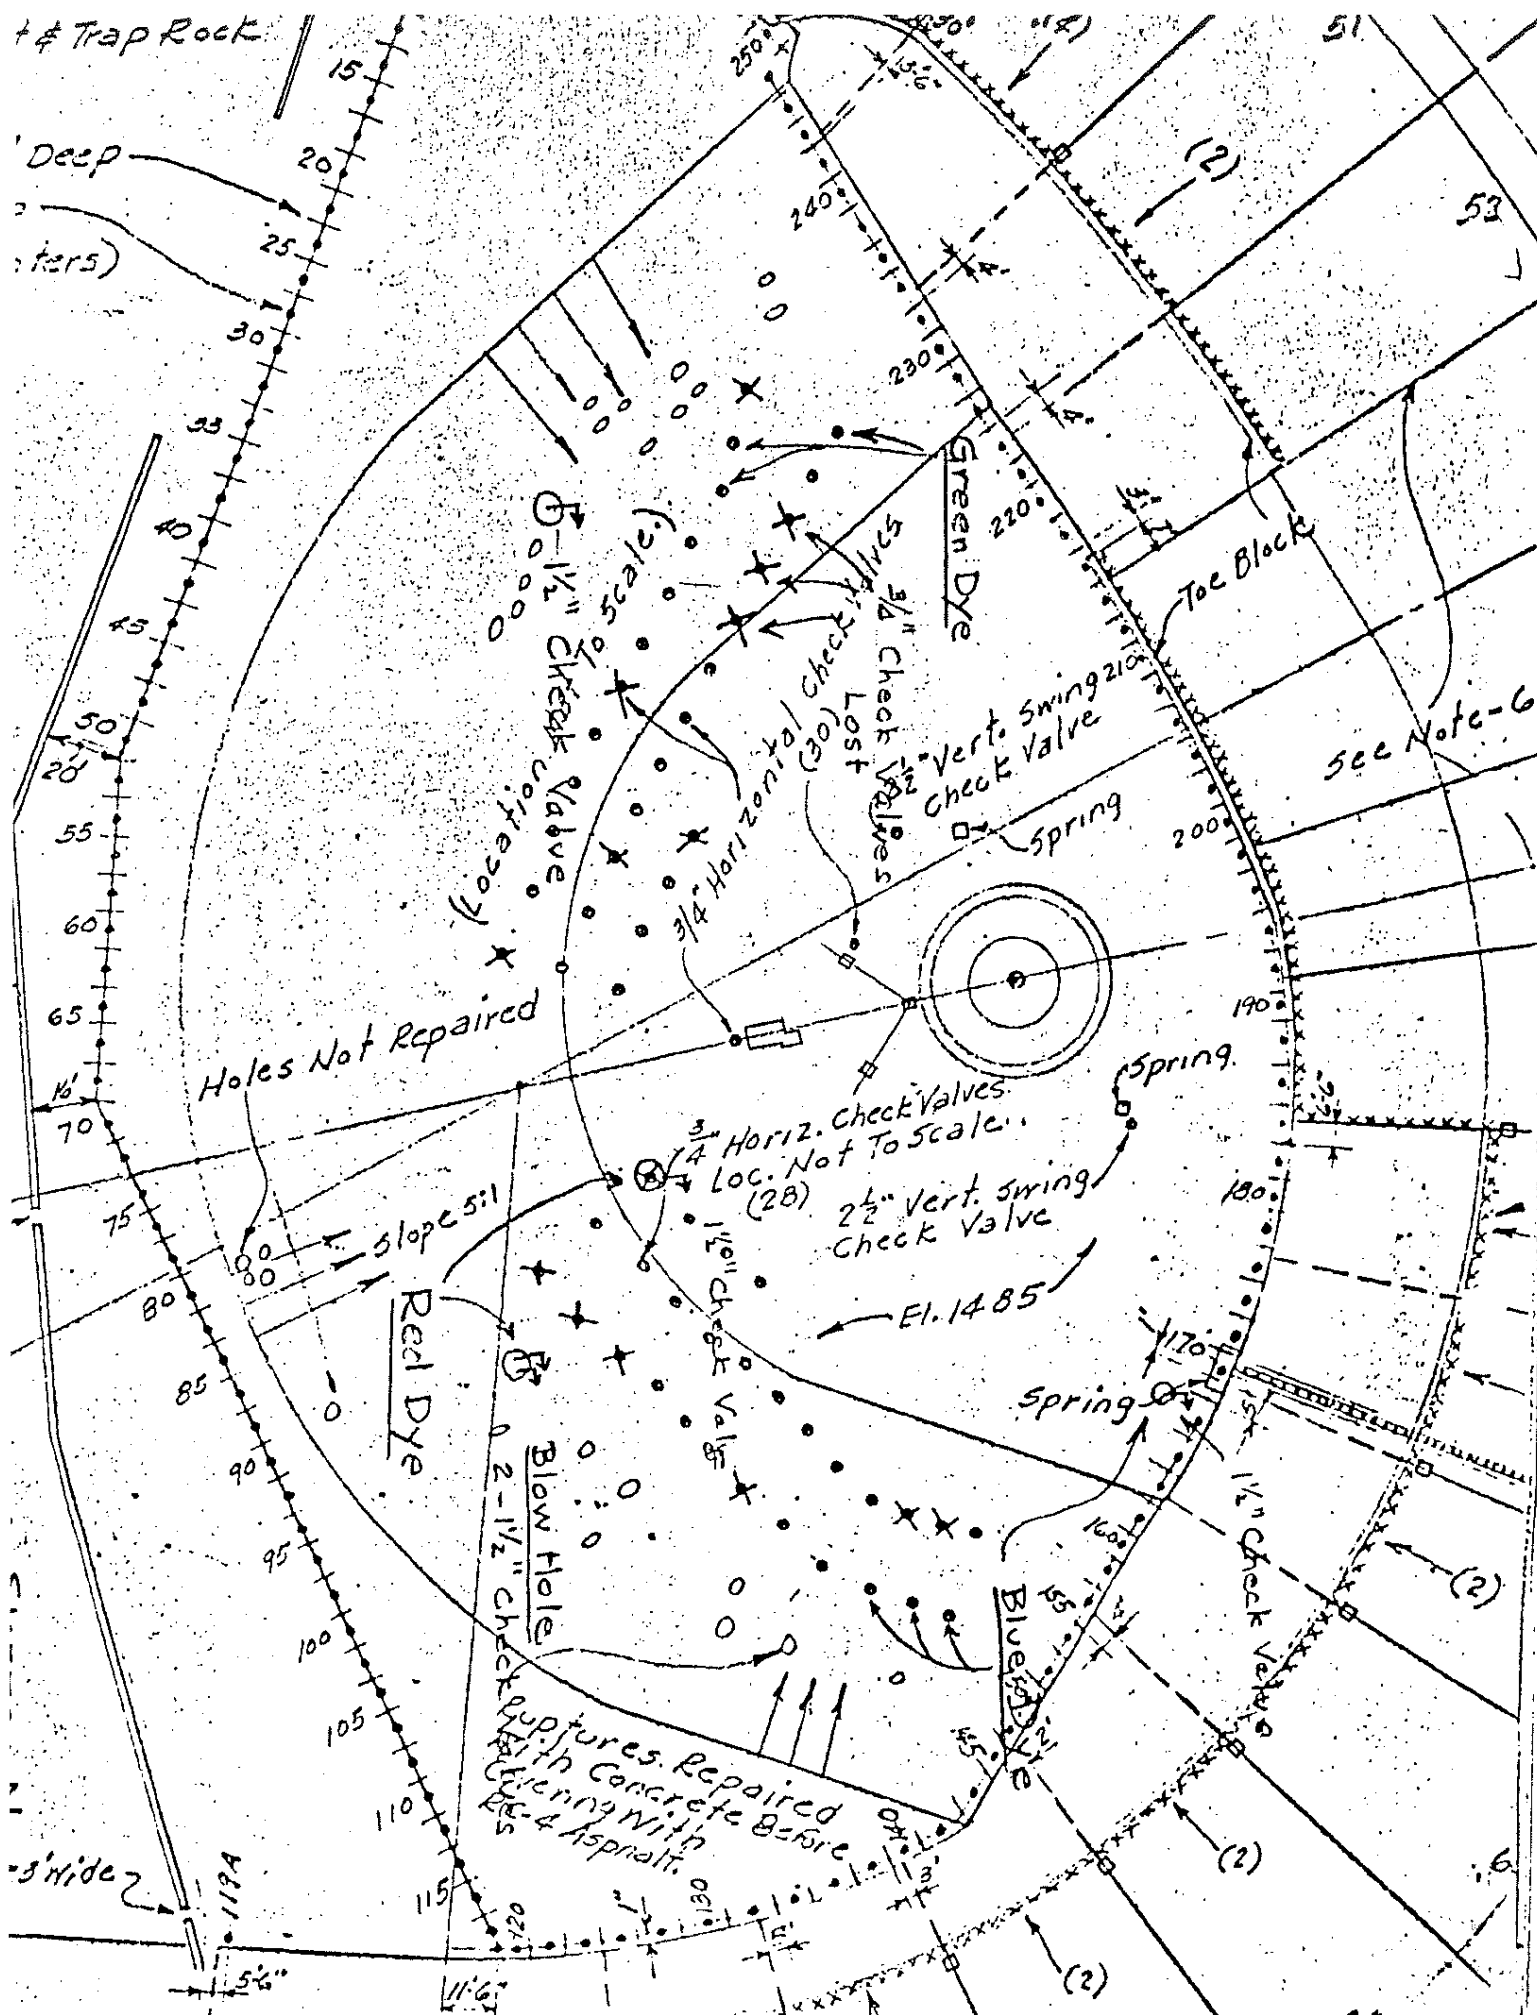 & Trap Rock
15
250
3'-6"
51
Deep
20
(2)
240
53
25
ters)
4"
30
230
4"
33
Green Dye
220
40
1½" Check Valve
(Location
To Scale.)
¾" Check Valves
Lost
Toe Block
45
210
50
20'
See Note-6
2½" Vert. Swing
Check Valve
Spring
3/4" Horizontal Check Valves
(30)
55
200
60
65
190
Holes Not Repaired
16'
70
Spring
¾" Horiz. Check Valves
Loc. Not To Scale.
(28)
2½" Vert. Swing
Check Valve
180
75
Slope 5:1
1½" Check Valve
80
El. 1485
Red Dye
170
Spring
85
15'
1½" Check Valve
90
Blow Hole
2-1½" Check
160
95
155
(2)
Blue Dye
100
105
Repaired
With Concrete Before
With
RC-4 Asphalt.
145
140
110
(2)
3' Wide
119A
115
120
130
3'
6
5'-6"
11'-6"
(2)